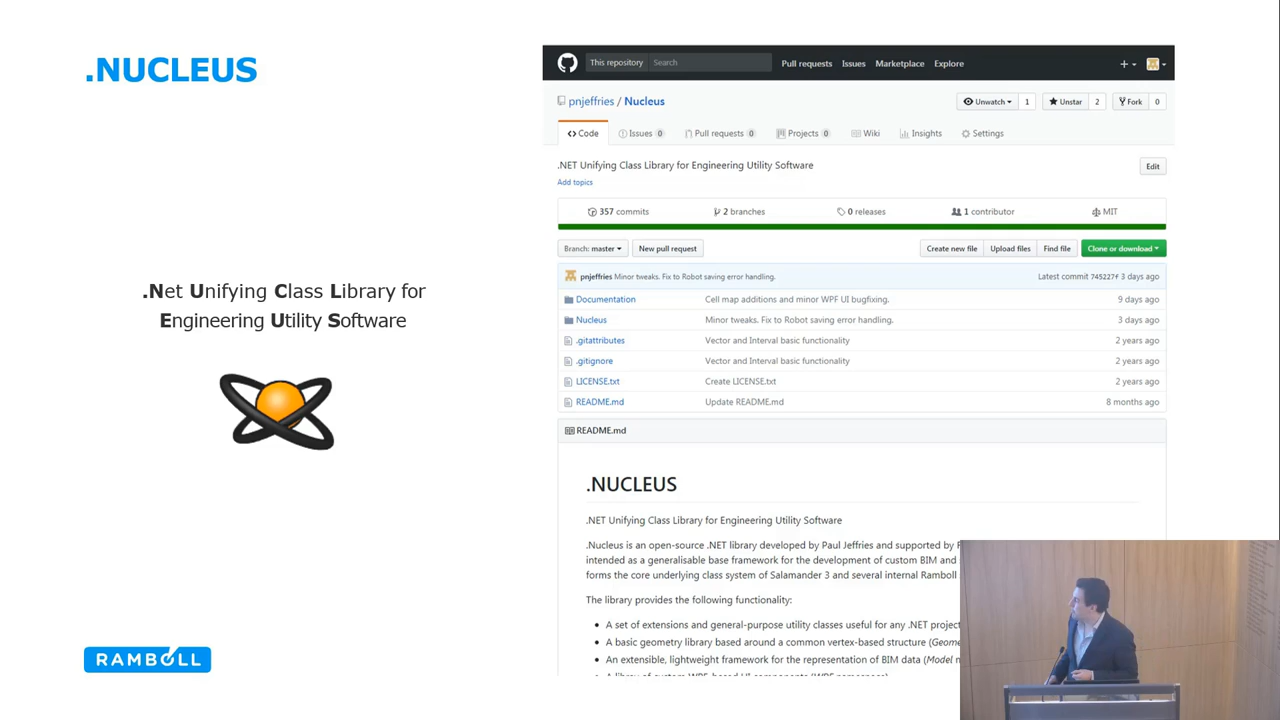 .NUCLEUS
.Net Unifying Class Library for
Engineering Utility Software
RAMBOLL
This repository Search Pull requests Issues Marketplace Explore
pnjeffries / Nucleus Unwatch 1 Unstar 2 Fork 0
Code Issues 0 Pull requests 0 Projects 0 Wiki Insights Settings
.NET Unifying Class Library for Engineering Utility Software Edit
Add topics
357 commits 2 branches 0 releases 1 contributor MIT
Branch: master New pull request Create new file Upload files Find file Clone or download
pnjeffries Minor tweaks. Fix to Robot saving error handling. Latest commit 745227f 3 days ago
Documentation Cell map additions and minor WPF UI bugfixing. 9 days ago
Nucleus Minor tweaks. Fix to Robot saving error handling. 3 days ago
.gitattributes Vector and Interval basic functionality 2 years ago
.gitignore Vector and Interval basic functionality 2 years ago
LICENSE.txt Create LICENSE.txt 2 years ago
README.md Update README.md 8 months ago
README.md
.NUCLEUS
.NET Unifying Class Library for Engineering Utility Software
.Nucleus is an open-source .NET library developed by Paul Jeffries and supported by
intended as a generalisable base framework for the development of custom BIM and
forms the core underlying class system of Salamander 3 and several internal Ramboll
The library provides the following functionality:
• A set of extensions and general-purpose utility classes useful for any .NET project
• A basic geometry library based around a common vertex-based structure
• An extensible, lightweight framework for the representation of BIM data (Model